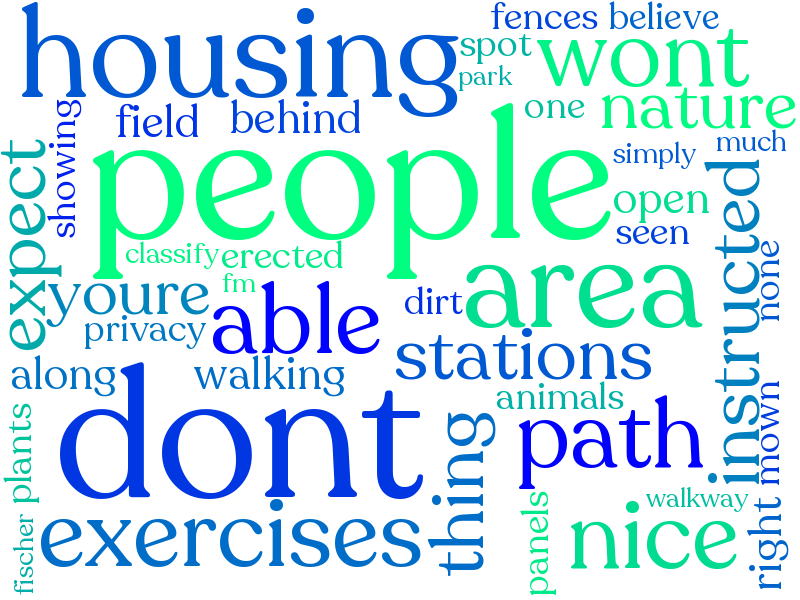 housing
fences
believe
spot
wont
park
one
nature
showing
field
behind
people
much
simply
expect
instructed
open
seen
none
classify
erected
fm
youre
privacy
able
dirt
area
along
walking
stations
animals
dont
thing
path
mown
plants
exercises
fischer
panels
nice
walkway
right